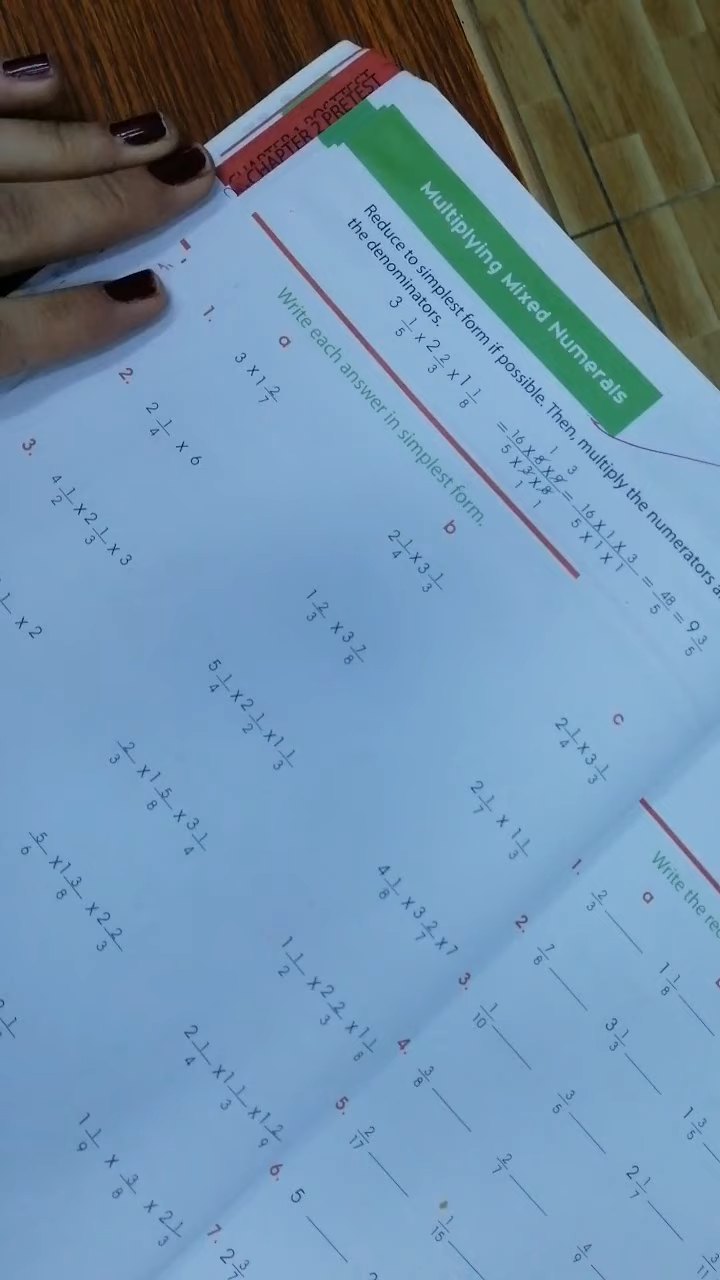 CHAPTER 2 PRETEST
Multiplying Mixed Numerals
Reduce to simplest form if possible. Then, multiply the numerators
the denominators.
3 1/5 × 2 2/3 × 1 1/8 = 16 × 8 × 9 / 5 × 3 × 8 = 16 × 1 × 3 / 5 × 1 × 1 = 48/5 = 9 3/5
Write each answer in simplest form.
a b c
1. 3 × 1 2/7 2 1/4 × 3 1/3 2 1/4 × 3 1/3
2. 2 1/4 × 6 1 2/3 × 3 7/8 2 1/7 × 1 1/3
3. 4 1/2 × 2 1/3 × 3 5 1/4 × 2 1/2 × 1 1/3 4 1/8 × 3 2/7 × 7
× 2 2/3 × 1 5/8 × 3 1/4 1 1/2 × 2 2/3 × 1 1/8
5/6 × 1 3/8 × 2 2/3 2 1/4 × 1 1/3 × 1 2/9
1 1/9 × 3/8 × 2 1/3
Write the
a
1. 2/3 1 1/8
2. 7/8 3 1/3 1 3/5
3. 1/10 3/5 2 1/7
4. 3/8 2/7 4/9
5. 2/17 1/15
6. 5
7. 2